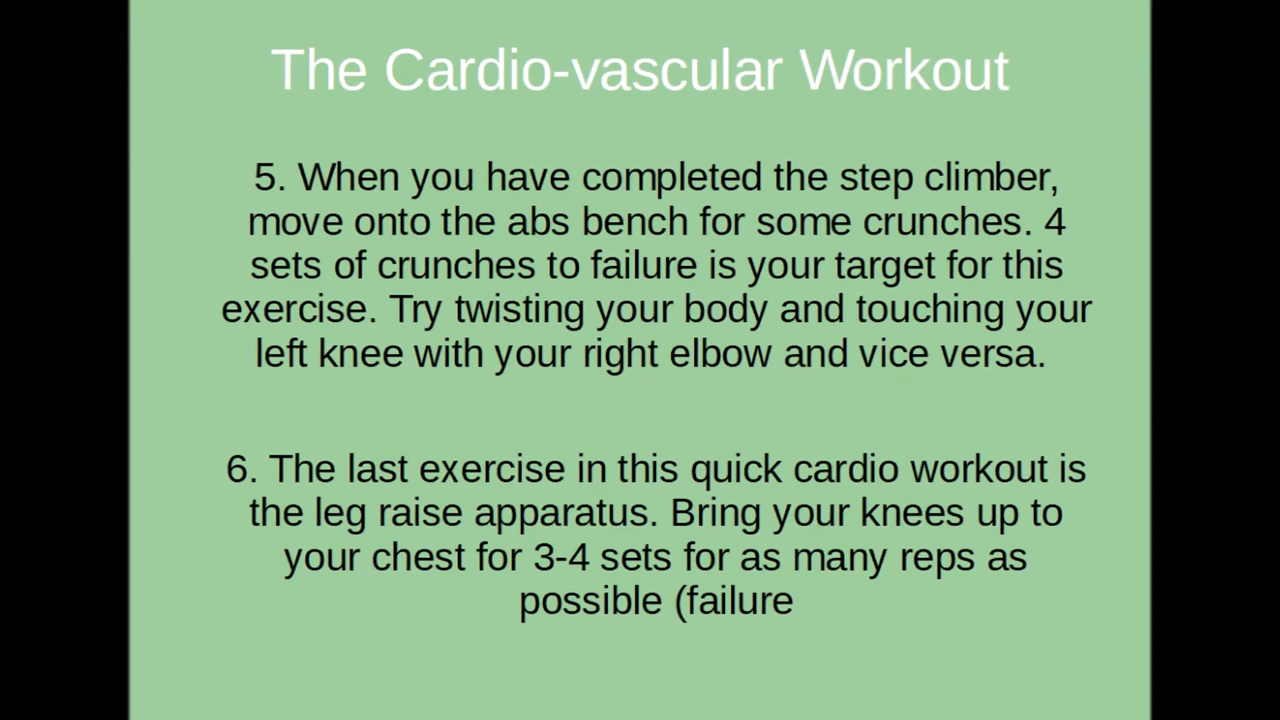 The Cardio-vascular Workout
5. When you have completed the step climber,
move onto the abs bench for some crunches. 4
sets of crunches to failure is your target for this
exercise. Try twisting your body and touching your
left knee with your right elbow and vice versa.
6. The last exercise in this quick cardio workout is
the leg raise apparatus. Bring your knees up to
your chest for 3-4 sets for as many reps as
possible (failure